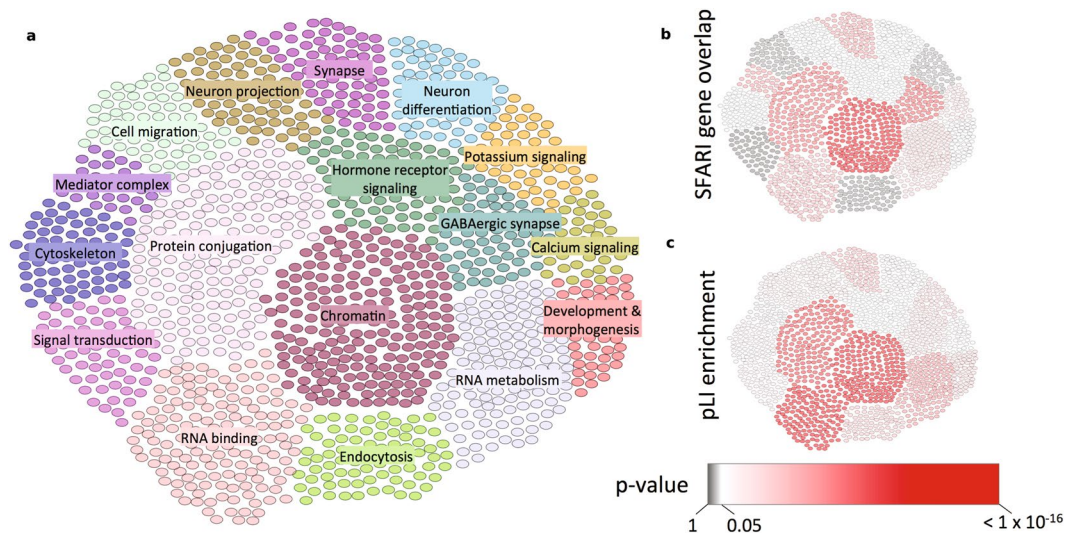 a
Synapse
Neuron projection
Neuron
differentiation
Cell migration
Potassium signaling
Hormone receptor
signaling
Mediator complex
GABAergic synapse
Cytoskeleton
Protein conjugation
Calcium signaling
Chromatin
Development &
morphogenesis
Signal transduction
RNA metabolism
RNA binding
Endocytosis
b
SFARI gene overlap
c
pLI enrichment
p-value
1
0.05
< 1 x 10-16